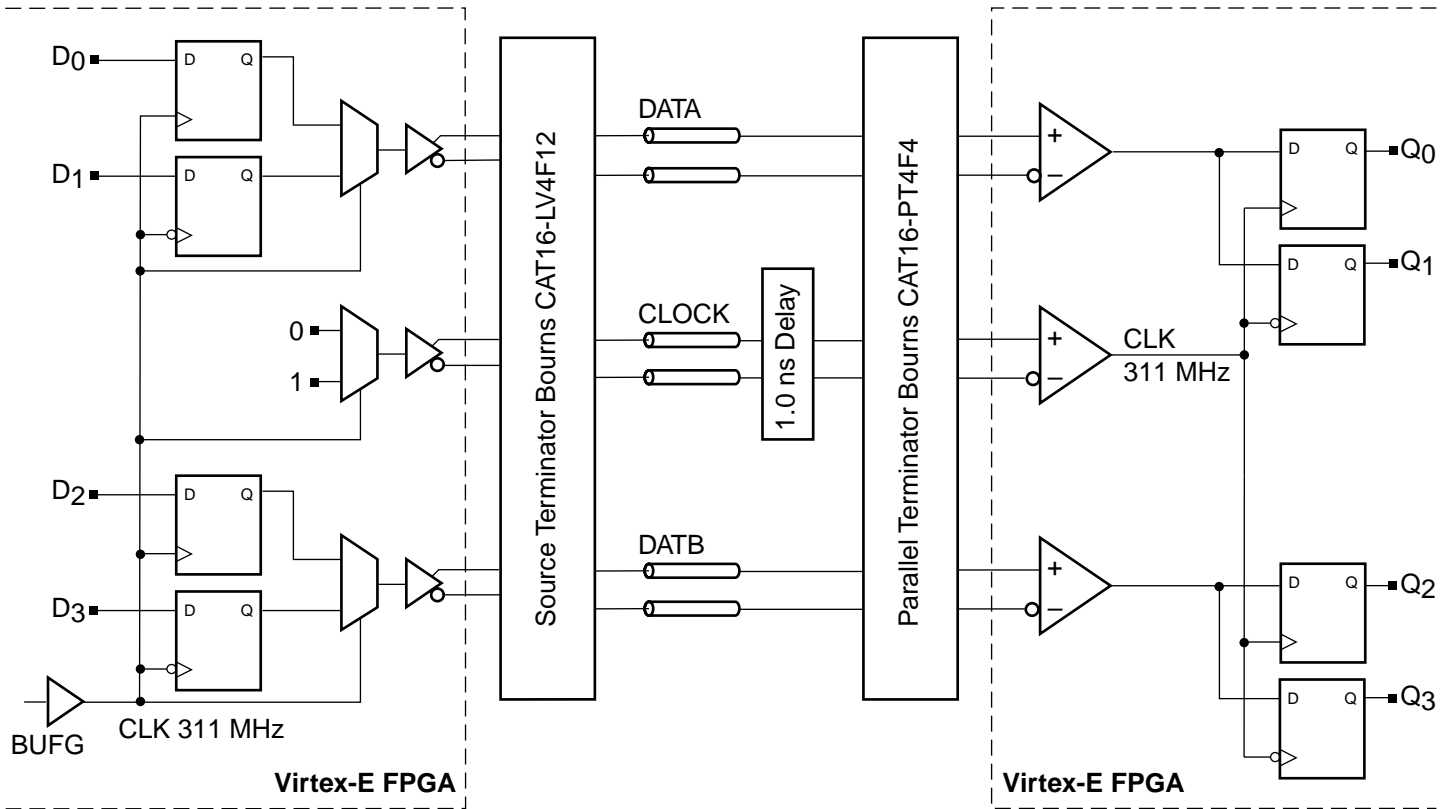 D0
D Q
D1
D Q
0
1
D2
D Q
D3
D Q
BUFG
CLK 311 MHz
Virtex-E FPGA
Source Terminator Bourns CAT16-LV4F12
DATA
CLOCK
1.0 ns Delay
DATB
Parallel Terminator Bourns CAT16-PT4F4
+
−
+
−
CLK
311 MHz
+
−
D Q
Q0
D Q
Q1
D Q
Q2
D Q
Q3
Virtex-E FPGA